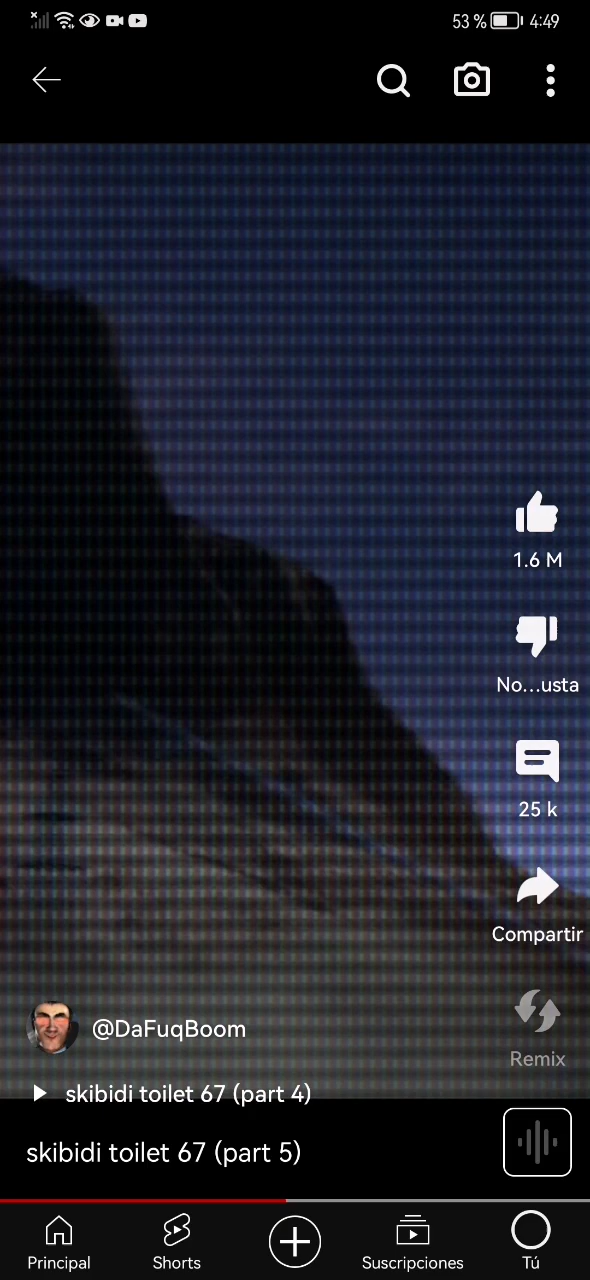 53 % 4:49
1.6 M
No...usta
25 k
Compartir
Remix
@DaFuqBoom
skibidi toilet 67 (part 4)
skibidi toilet 67 (part 5)
Principal
Shorts
Suscripciones
Tú